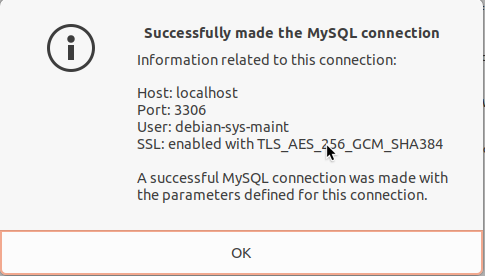 Successfully made the MySQL connection
Information related to this connection:
Host: localhost
Port: 3306
User: debian-sys-maint
SSL: enabled with TLS_AES_256_GCM_SHA384
A successful MySQL connection was made with
the parameters defined for this connection.
OK